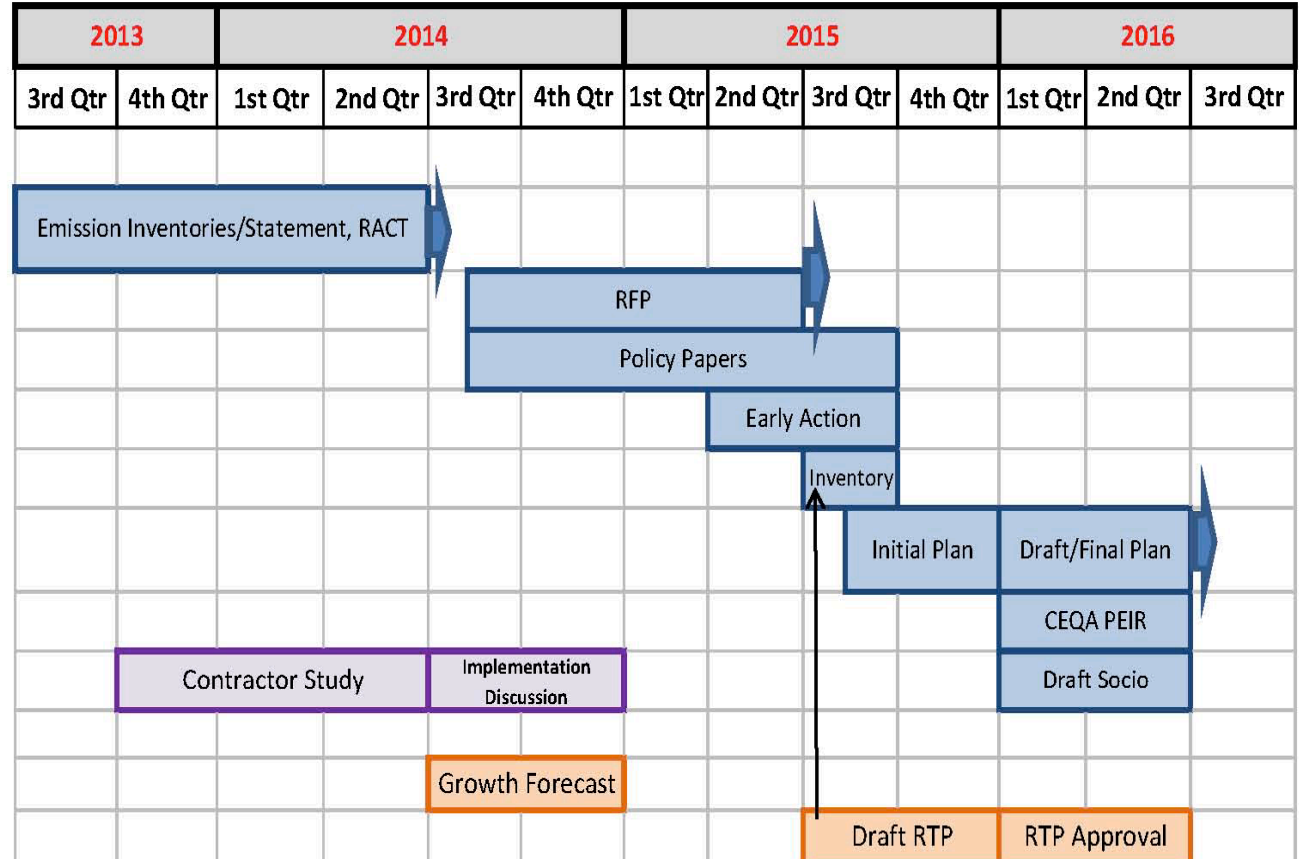 2013 2014 2015 2016
3rd Qtr 4th Qtr 1st Qtr 2nd Qtr 3rd Qtr 4th Qtr 1st Qtr 2nd Qtr 3rd Qtr 4th Qtr 1st Qtr 2nd Qtr 3rd Qtr
Emission Inventories/Statement, RACT
RFP
Policy Papers
Early Action
Inventory
Initial Plan Draft/Final Plan
CEQA PEIR
Contractor Study
Implementation
Discussion
Draft Socio
Growth Forecast
Draft RTP RTP Approval